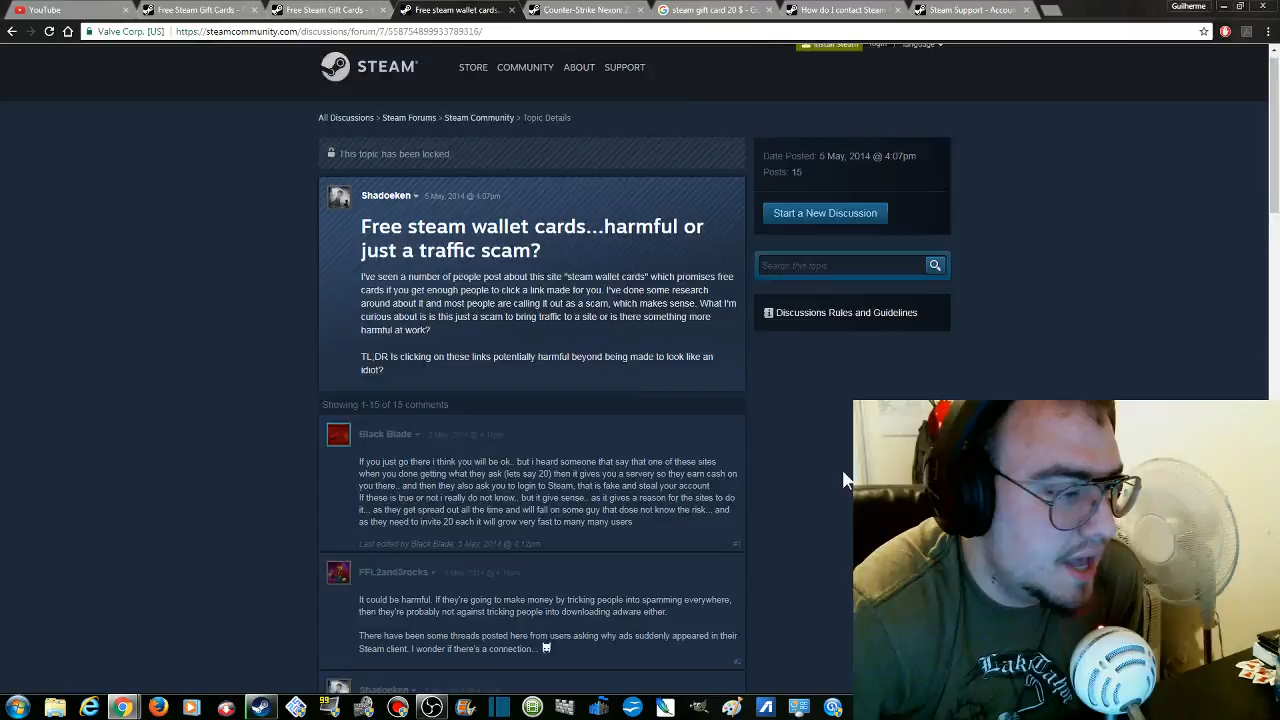 YouTube
Free Steam Gift Cards -
Free Steam Gift Cards -
Free steam wallet cards...
Counter-Strike Nexon: Z
steam gift card 20 $ - G
How do I contact Steam
Steam Support - Accou
Guilherme
Valve Corp. [US]
https://steamcommunity.com/discussions/forum/7/558754899933789316/
Install Steam
login
language
STEAM
STORE COMMUNITY ABOUT SUPPORT
All Discussions > Steam Forums > Steam Community > Topic Details
This topic has been locked
Date Posted: 5 May, 2014 @ 4:07pm
Posts: 15
Shadoeken 5 May, 2014 @ 4:07pm
Start a New Discussion
Free steam wallet cards...harmful or
just a traffic scam?
Search this topic
I've seen a number of people post about this site "steam wallet cards" which promises free
cards if you get enough people to click a link made for you. I've done some research
around about it and most people are calling it out as a scam, which makes sense. What I'm
curious about is is this just a scam to bring traffic to a site or is there something more
harmful at work?
Discussions Rules and Guidelines
TL;DR Is clicking on these links potentially harmful beyond being made to look like an
idiot?
Showing 1-15 of 15 comments
Black Blade
If you just go there i think you will be ok.. but i heard someone that say that one of these sites
when you done getting what they ask (lets say 20) then it gives you a servery so they earn cash on
you there.. and then they also ask you to login to Steam, that is fake and steal your account
If these is true or not i really do not know.. but it give sense.. as it gives a reason for the sites to do
it... as they get spread out all the time and will fall on some guy that dose not know the risk... and
as they need to invite 20 each it will grow very fast to many many users
Last edited by Black Blade, 5 May, 2014 @ 4:12pm
#1
FFL2and3rocks
It could be harmful. If they're going to make money by tricking people into spamming everywhere,
then they're probably not against tricking people into downloading adware either.
There have been some threads posted here from users asking why ads suddenly appeared in their
Steam client. I wonder if there's a connection...
#2
Shadoeken
99